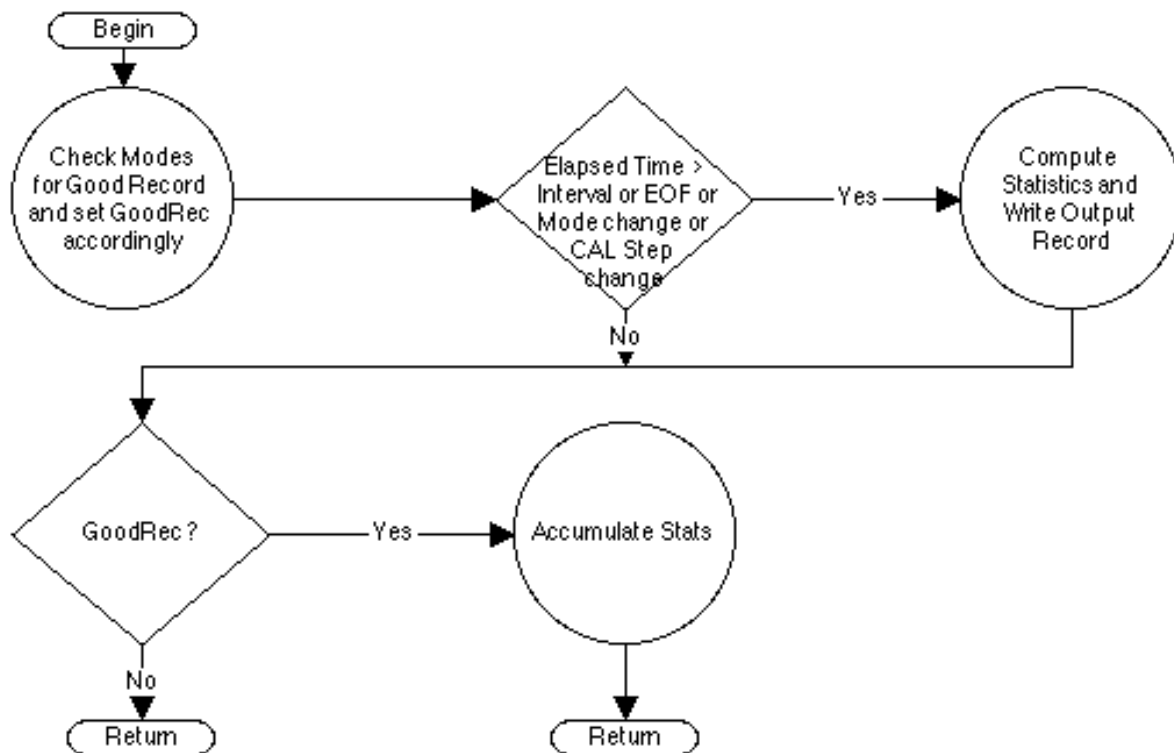 Begin
Check Modes
for Good Record
and set GoodRec
accordingly
Elapsed Time >
Interval or EOF or
Mode change or
CAL Step
change
Yes
Compute
Statistics and
Write Output
Record
No
GoodRec?
Yes
Accumulate Stats
No
Return
Return